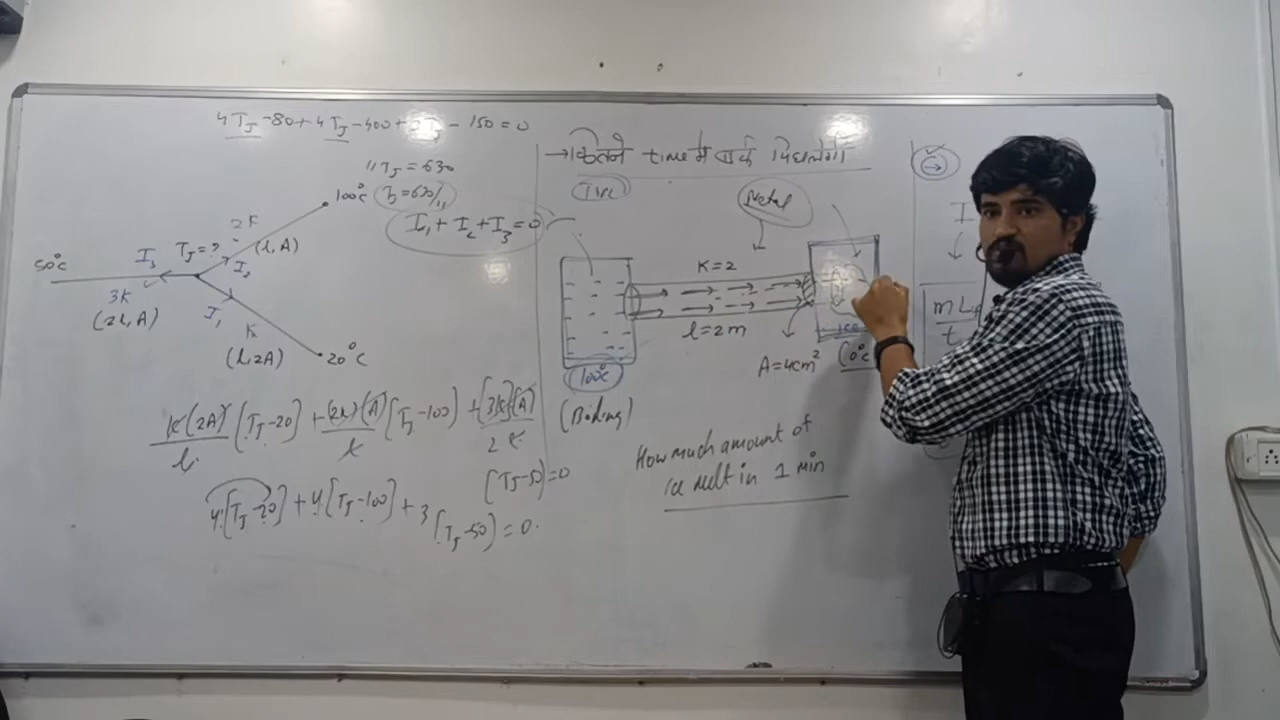 4TJ-80+4TJ-400+3TJ-150=0
11TJ=630
TJ=630/11
I₁+I₂+I₃=0
100°C
2K
(l,A)
TJ=?
I₃
I₂
I₁
50°C
3K
(2l,A)
K
(l,2A)
20°C
K(2A)/l [TJ-20] + (2K)(A)/l [TJ-100] + (3K)(A)/2l
[TJ-50]=0
4[TJ-20]+4[TJ-100]+3
[TJ-50]=0.
→ कितने time में बर्फ पिघलेगी
Metal
K=2
l=2m
A=4cm²
ice
0°C
100°C
(Boiling)
How much amount of
ice melt in 1 min
C→
I
↓
mL
t